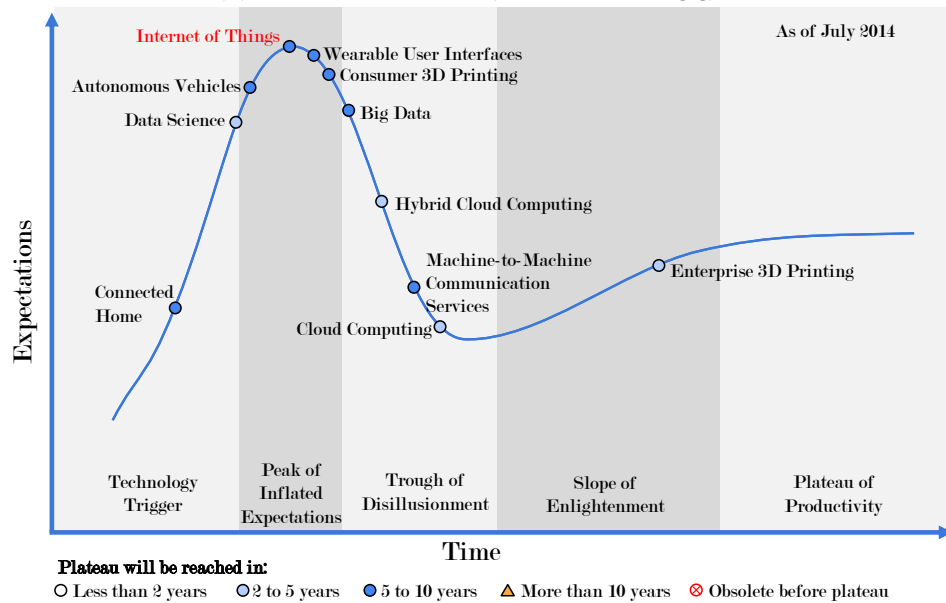 Internet of Things
As of July 2014
Wearable User Interfaces
Consumer 3D Printing
Autonomous Vehicles
Big Data
Data Science
Hybrid Cloud Computing
Machine-to-Machine
Communication
Services
Enterprise 3D Printing
Connected
Home
Cloud Computing
Expectations
Technology
Trigger
Peak of
Inflated
Expectations
Trough of
Disillusionment
Slope of
Enlightenment
Plateau of
Productivity
Time
Plateau will be reached in:
Less than 2 years
2 to 5 years
5 to 10 years
More than 10 years
Obsolete before plateau